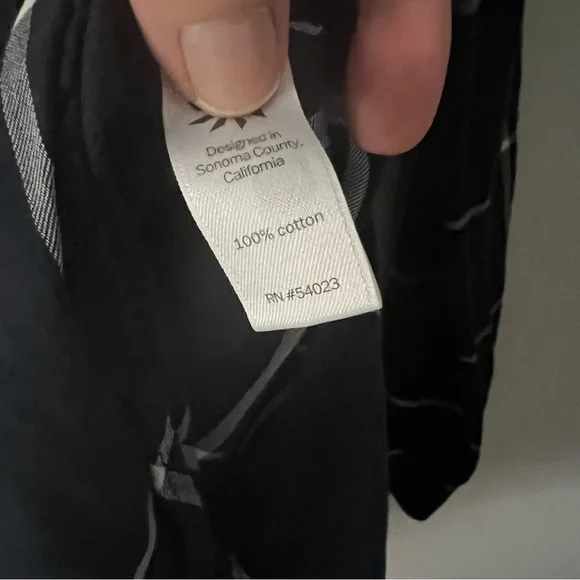 Designed in
Sonoma County,
California
100% cotton
RN #54023